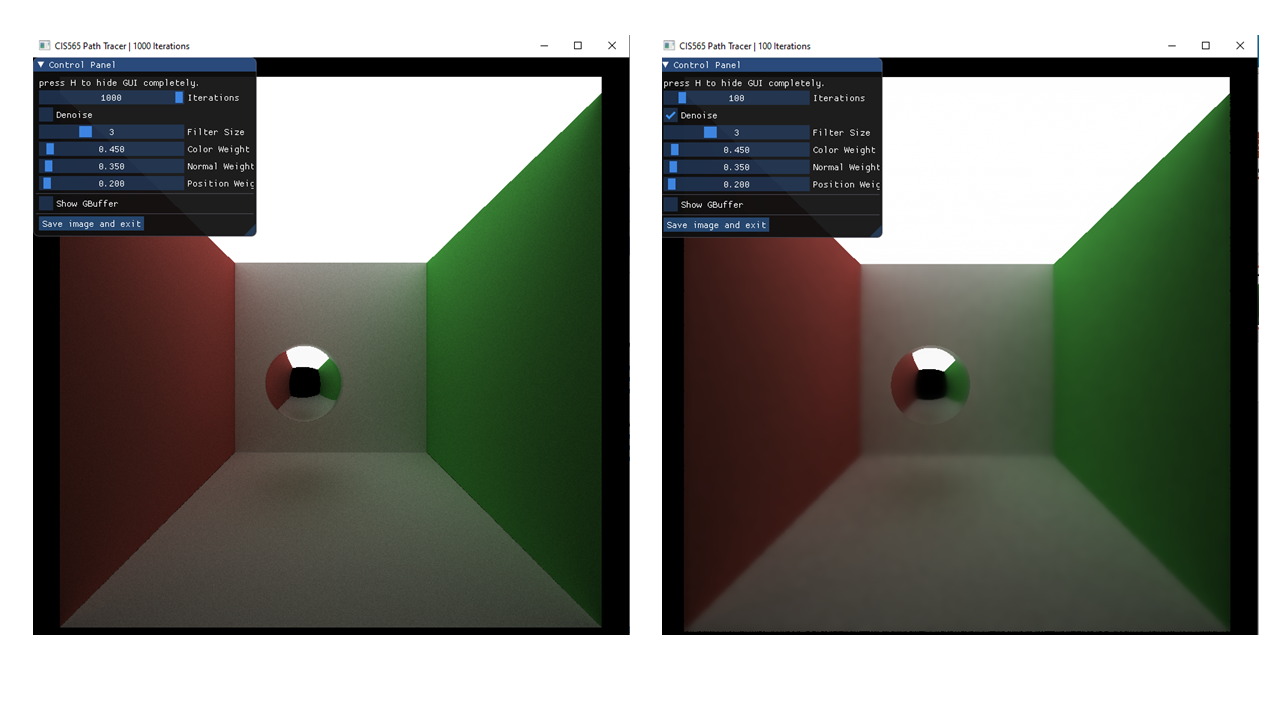 CIS565 Path Tracer | 1000 Iterations
Control Panel
press H to hide GUI completely.
1000 Iterations
Denoise
3 Filter Size
0.450 Color Weight
0.350 Normal Weight
0.200 Position Weig
Show GBuffer
Save image and exit
CIS565 Path Tracer | 100 Iterations
Control Panel
press H to hide GUI completely.
100 Iterations
Denoise
3 Filter Size
0.450 Color Weight
0.350 Normal Weight
0.200 Position Weig
Show GBuffer
Save image and exit